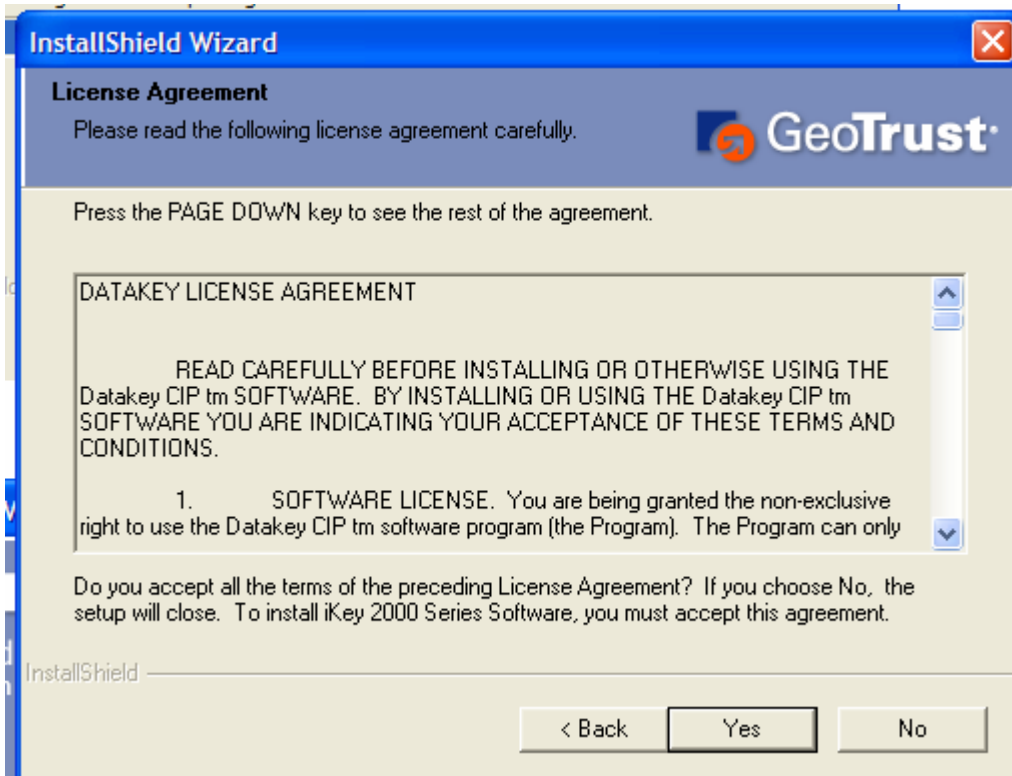 InstallShield Wizard
License Agreement
Please read the following license agreement carefully.
GeoTrust
Press the PAGE DOWN key to see the rest of the agreement.
DATAKEY LICENSE AGREEMENT
READ CAREFULLY BEFORE INSTALLING OR OTHERWISE USING THE
Datakey CIP tm SOFTWARE. BY INSTALLING OR USING THE Datakey CIP tm
SOFTWARE YOU ARE INDICATING YOUR ACCEPTANCE OF THESE TERMS AND
CONDITIONS.
1. SOFTWARE LICENSE. You are being granted the non-exclusive
right to use the Datakey CIP tm software program (the Program). The Program can only
Do you accept all the terms of the preceding License Agreement? If you choose No, the
setup will close. To install iKey 2000 Series Software, you must accept this agreement.
InstallShield
< Back Yes No